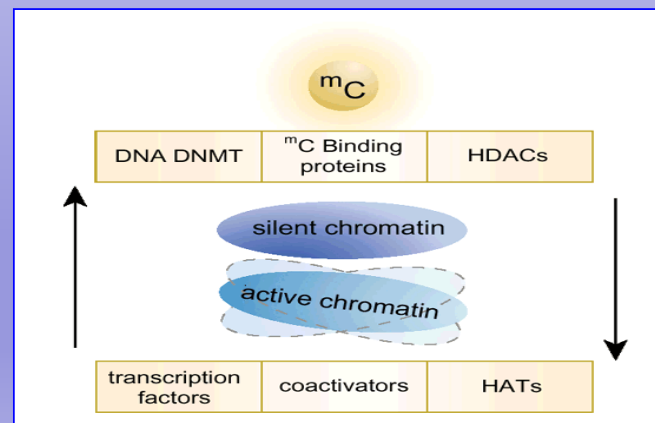 mC
DNA DNMT
mC Binding
proteins
HDACs
silent chromatin
active chromatin
transcription
factors
coactivators
HATs